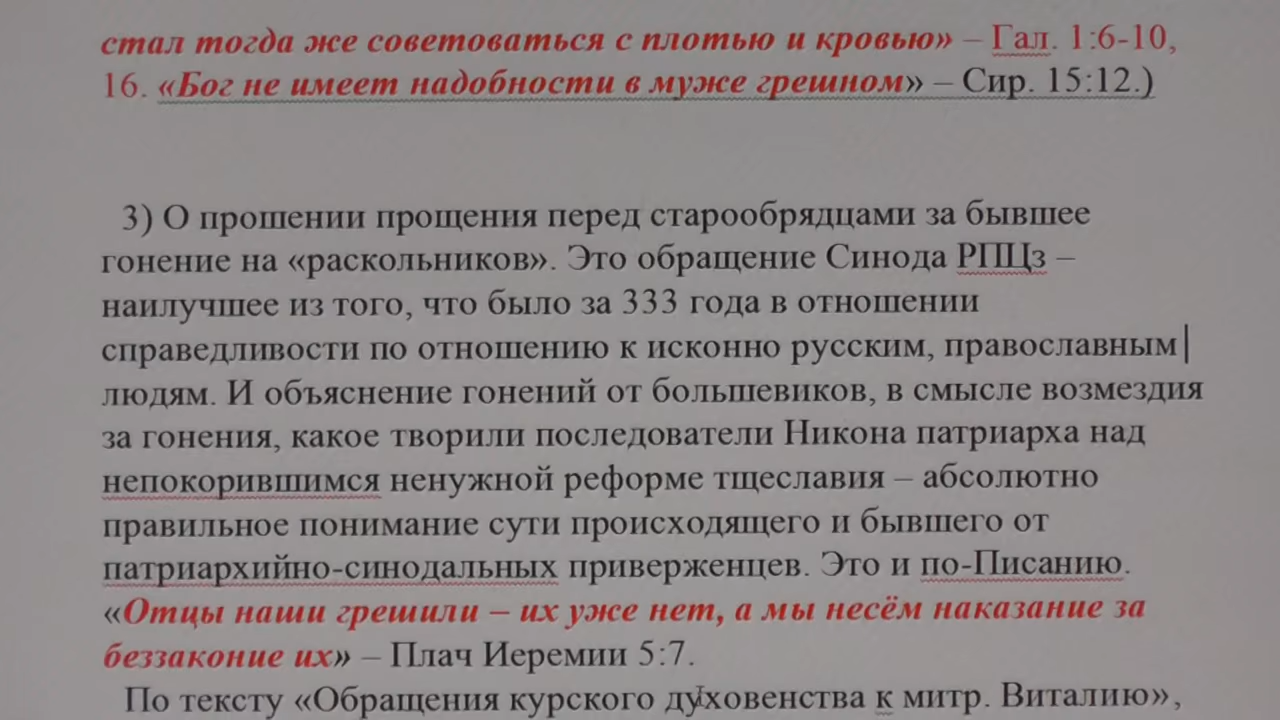 стал тогда же советоваться с плотью и кровью» – Гал. 1:6-10,
16. «Бог не имеет надобности в муже грешном» – Сир. 15:12.)
3) О прошении прощения перед старообрядцами за бывшее
гонение на «раскольников». Это обращение Синода РПЦз –
наилучшее из того, что было за 333 года в отношении
справедливости по отношению к исконно русским, православным
людям. И объяснение гонений от большевиков, в смысле возмездия
за гонения, какое творили последователи Никона патриарха над
непокорившимся ненужной реформе тщеславия – абсолютно
правильное понимание сути происходящего и бывшего от
патриархийно-синодальных приверженцев. Это и по-Писанию.
«Отцы наши грешили – их уже нет, а мы несём наказание за
беззаконие их» – Плач Иеремии 5:7.
По тексту «Обращения курского духовенства к митр. Виталию»,